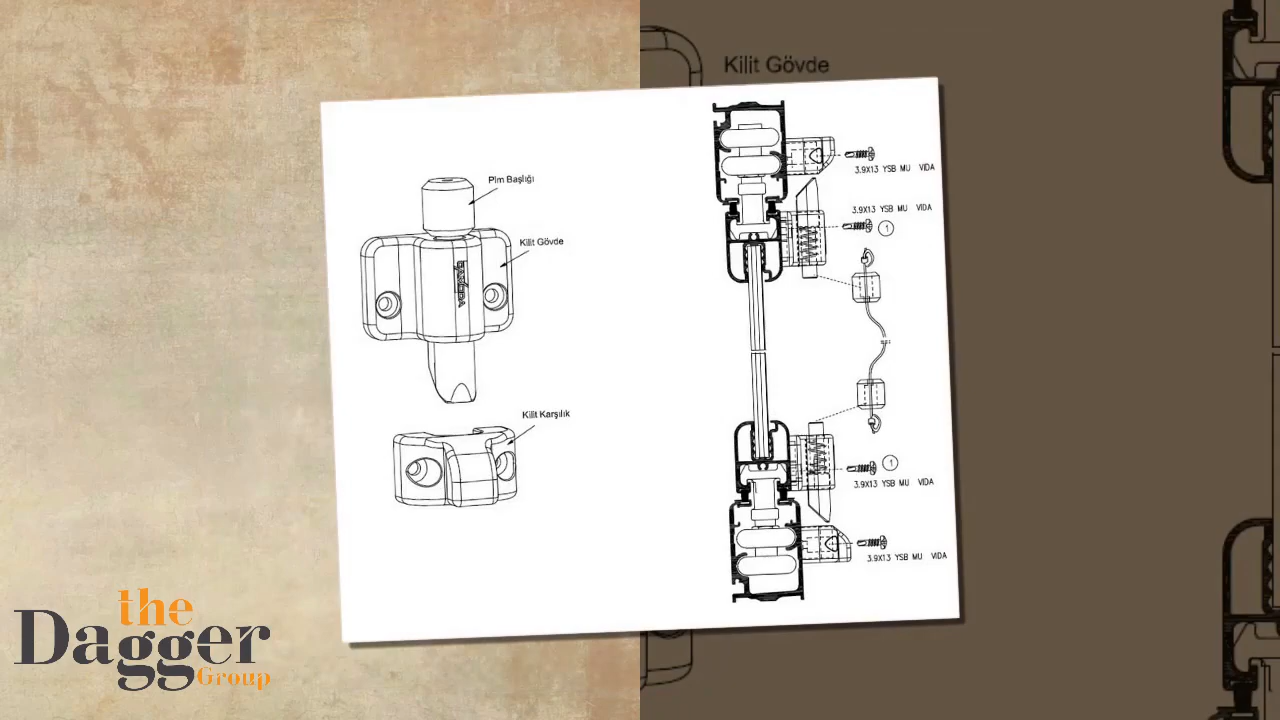 Kilit Gövde
Pim Başlığı
Kilit Gövde
Kilit Karşılık
3.9X13 YSB MU VIDA
3.9X13 YSB MU VIDA
1
1
3.9X13 YSB MU VIDA
3.9X13 YSB MU VIDA
the
Dagger
Group